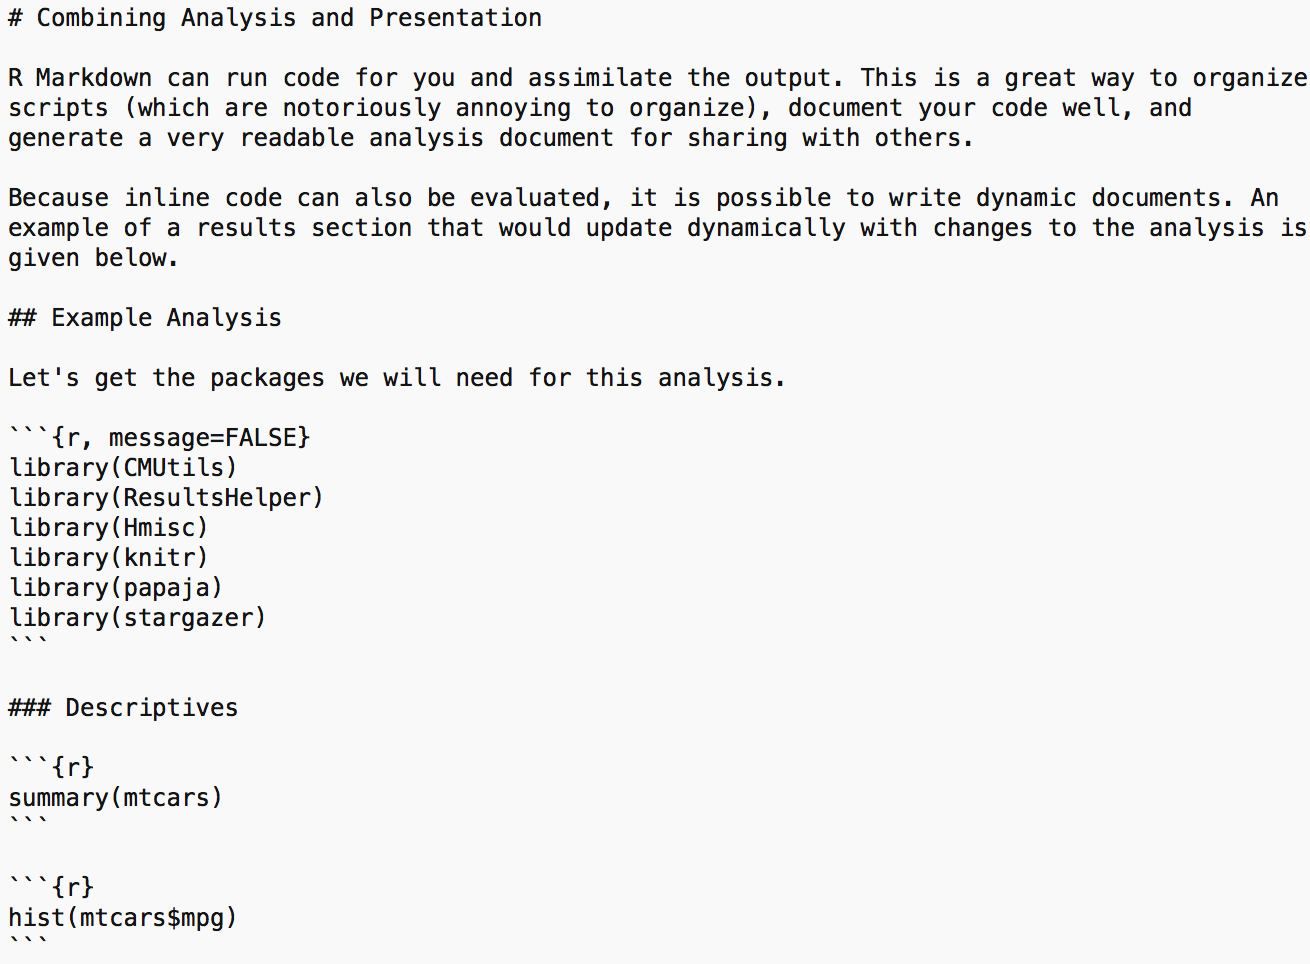 # Combining Analysis and Presentation
R Markdown can run code for you and assimilate the output. This is a great way to organize
scripts (which are notoriously annoying to organize), document your code well, and
generate a very readable analysis document for sharing with others.
Because inline code can also be evaluated, it is possible to write dynamic documents. An
example of a results section that would update dynamically with changes to the analysis is
given below.
## Example Analysis
Let's get the packages we will need for this analysis.
```{r, message=FALSE}
library(CMUtils)
library(ResultsHelper)
library(Hmisc)
library(knitr)
library(papaja)
library(stargazer)
```
### Descriptives
```{r}
summary(mtcars)
```
```{r}
hist(mtcars$mpg)
```